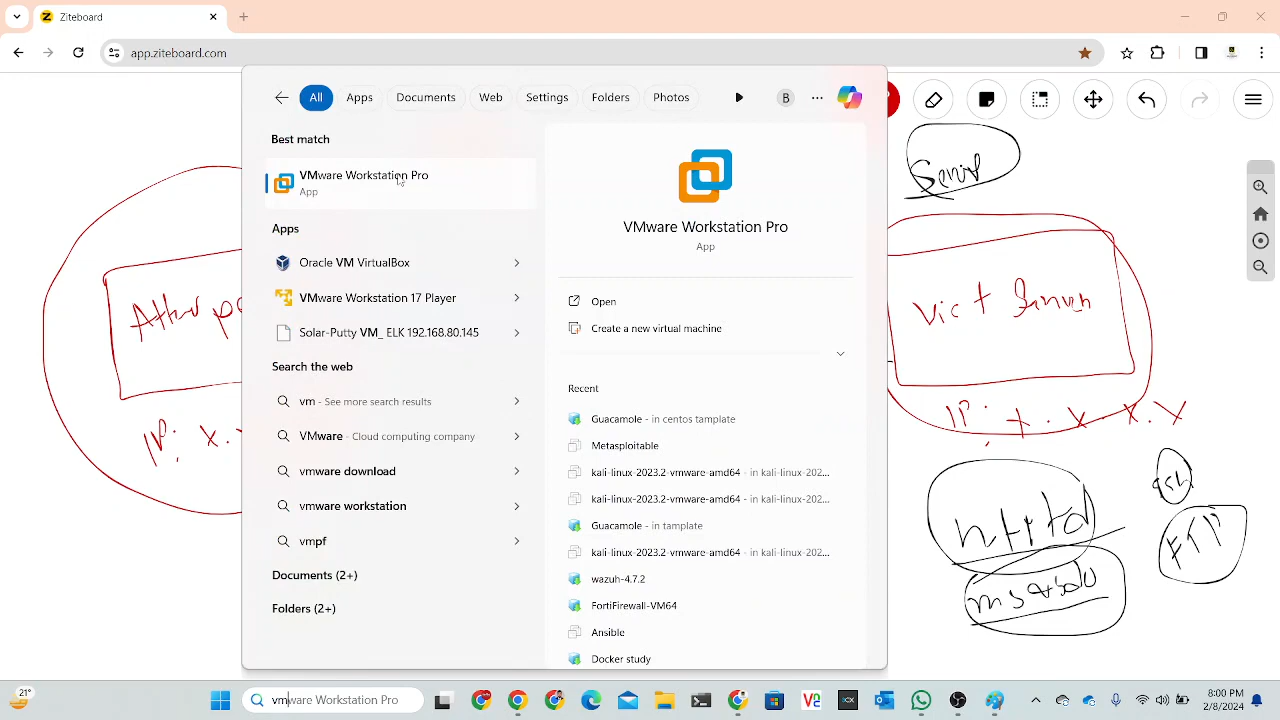 Ziteboard
app.ziteboard.com
All
Apps
Documents
Web
Settings
Folders
Photos
B
Best match
VMware Workstation Pro
App
Apps
Oracle VM VirtualBox
VMware Workstation 17 Player
Solar-Putty VM_ ELK 192.168.80.145
Search the web
vm - See more search results
VMware - Cloud computing company
vmware download
vmware workstation
vmpf
Documents (2+)
Folders (2+)
VMware Workstation Pro
App
Open
Create a new virtual machine
Recent
Guacamole - in centos tamplate
Metasploitable
kali-linux-2023.2-vmware-amd64 - in kali-linux-202...
kali-linux-2023.2-vmware-amd64 - in kali-linux-202...
Guacamole - in tamplate
kali-linux-2023.2-vmware-amd64 - in kali-linux-202...
wazuh-4.7.2
FortiFirewall-VM64
Ansible
Docker study
IP: X.
IP: X. X. X. X
21°
vmware Workstation Pro
8:00 PM
2/8/2024